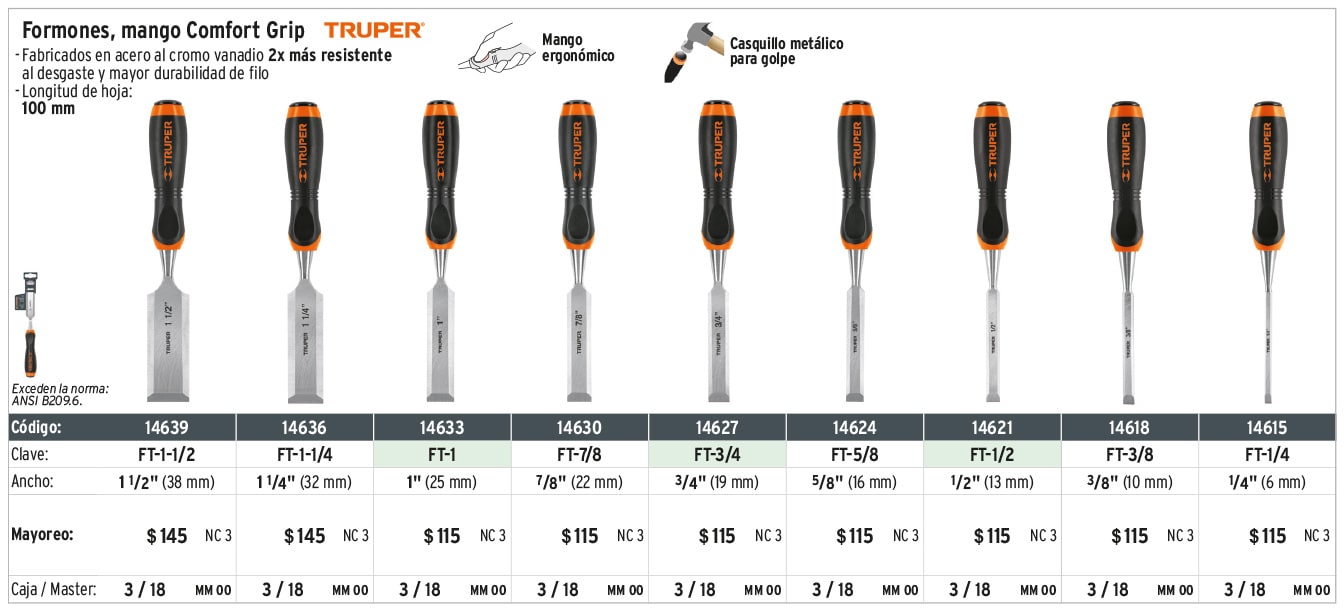 Formones, mango Comfort Grip TRUPER®
- Fabricados en acero al cromo vanadio 2x más resistente
al desgaste y mayor durabilidad de filo
- Longitud de hoja:
100 mm
Mango
ergonómico
Casquillo metálico
para golpe
TRUPER TRUPER TRUPER TRUPER TRUPER TRUPER TRUPER TRUPER TRUPER
TRUPER 1 1/2" TRUPER 1 1/4" TRUPER 1" TRUPER 7/8" TRUPER 3/4" TRUPER 5/8" TRUPER 1/2" TRUPER 3/8" TRUPER
Exceden la norma:
ANSI B209.6.
Código: 14639 14636 14633 14630 14627 14624 14621 14618 14615
Clave: FT-1-1/2 FT-1-1/4 FT-1 FT-7/8 FT-3/4 FT-5/8 FT-1/2 FT-3/8 FT-1/4
Ancho: 1 1/2" (38 mm) 1 1/4" (32 mm) 1" (25 mm) 7/8" (22 mm) 3/4" (19 mm) 5/8" (16 mm) 1/2" (13 mm) 3/8" (10 mm) 1/4" (6 mm)
Mayoreo: $145 NC 3 $145 NC 3 $115 NC 3 $115 NC 3 $115 NC 3 $115 NC 3 $115 NC 3 $115 NC 3 $115 NC 3
Caja / Master: 3 / 18 MM 00 3 / 18 MM 00 3 / 18 MM 00 3 / 18 MM 00 3 / 18 MM 00 3 / 18 MM 00 3 / 18 MM 00 3 / 18 MM 00 3 / 18 MM 00